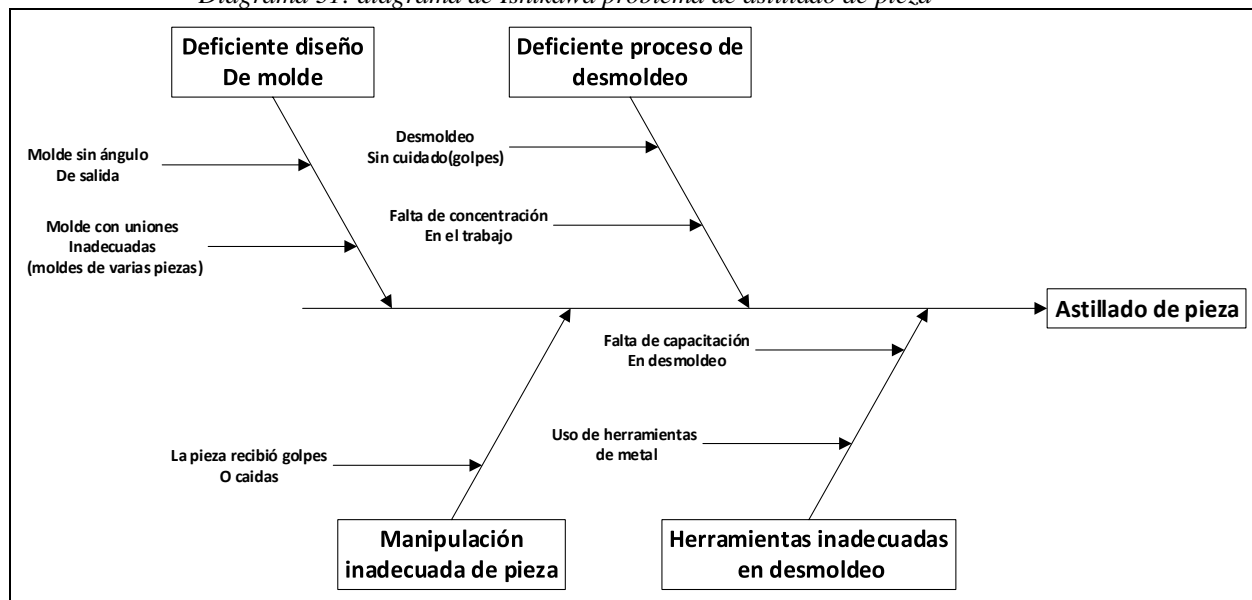 Diagrama 31: diagrama de Ishikawa problema de astillado de pieza
Deficiente diseño
De molde
Deficiente proceso de
desmoldeo
Molde sin ángulo
De salida
Molde con uniones
Inadecuadas
(moldes de varias piezas)
Desmoldeo
Sin cuidado(golpes)
Falta de concentración
En el trabajo
Astillado de pieza
Falta de capacitación
En desmoldeo
Uso de herramientas
de metal
La pieza recibió golpes
O caidas
Manipulación
inadecuada de pieza
Herramientas inadecuadas
en desmoldeo